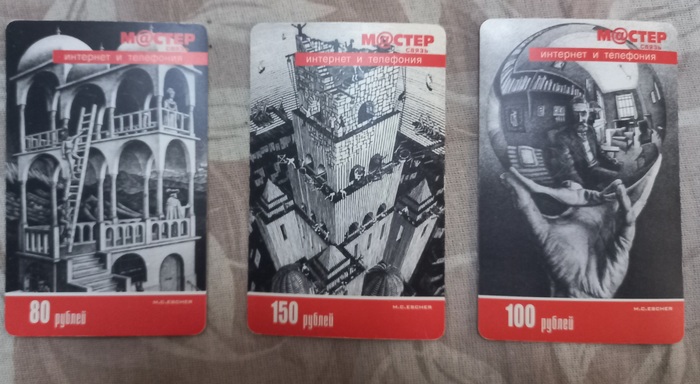 М@СТЕР
связь
интернет и телефония
M.C.ESCHER
80 рублей
М@СТЕР
связь
интернет и телефония
M.C.ESCHER
150 рублей
М@СТЕР
связь
интернет и телефония
M.C.ESCHER
100 рублей